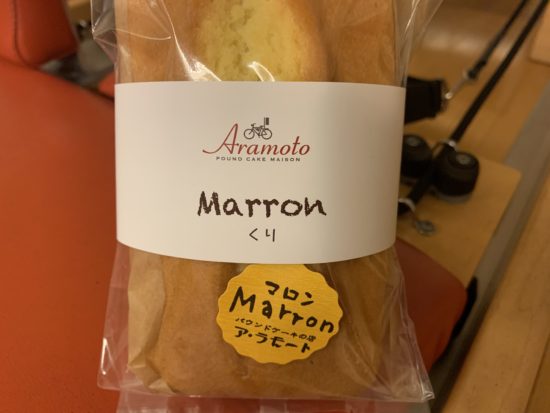 Aramoto
POUND CAKE MAISON
Marron
くり
マロン
Marron
パウンドケーキの店
ア・ラモート